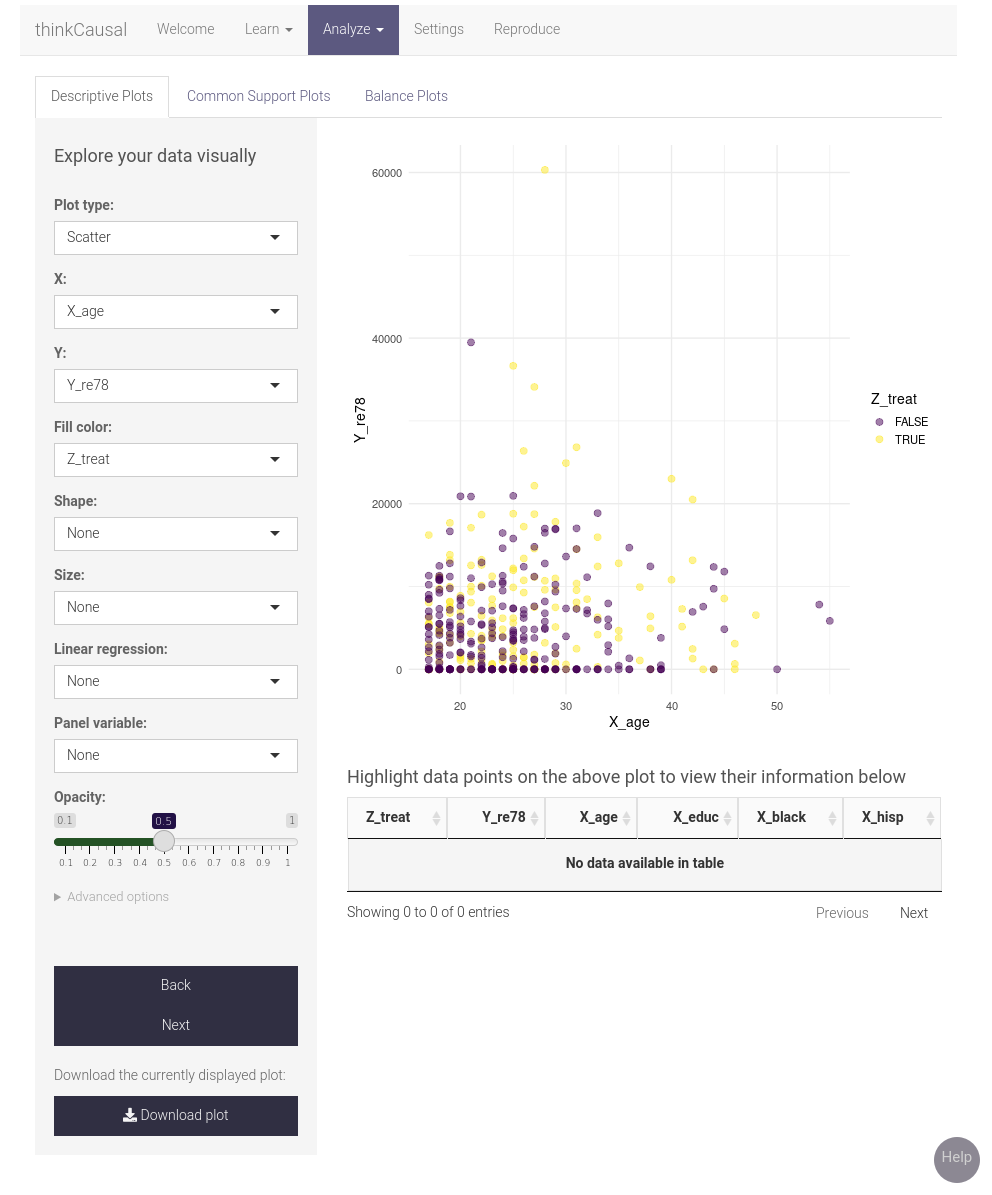 thinkCausal Welcome Learn Analyze Settings Reproduce
Descriptive Plots Common Support Plots Balance Plots
Explore your data visually
Plot type:
Scatter
X:
X_age
Y:
Y_re78
Fill color:
Z_treat
Shape:
None
Size:
None
Linear regression:
None
Panel variable:
None
Opacity:
0.1 0.5 1
0.1 0.2 0.3 0.4 0.5 0.6 0.7 0.8 0.9 1
Advanced options
Back
Next
Download the currently displayed plot:
Download plot
60000
40000
20000
0
Y_re78
20 30 40 50
X_age
Z_treat
FALSE
TRUE
Highlight data points on the above plot to view their information below
Z_treat Y_re78 X_age X_educ X_black X_hisp
No data available in table
Showing 0 to 0 of 0 entries
Previous Next
Help